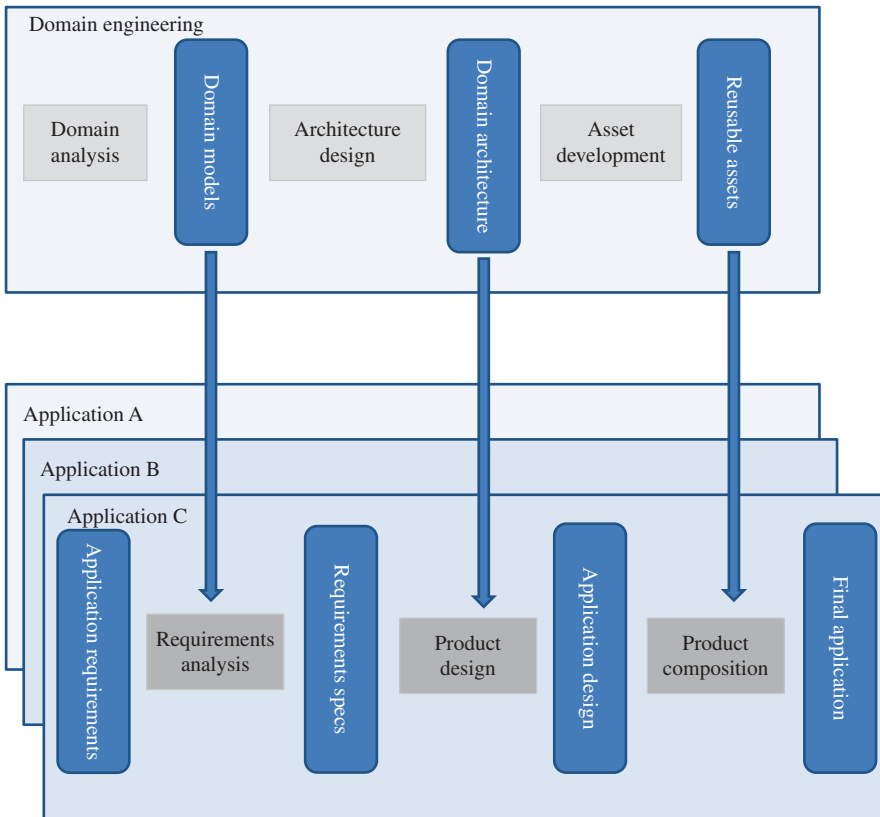 Domain engineering
Domain
analysis
Domain models
Architecture
design
Domain architecture
Asset
development
Reusable assets
Application A
Application B
Application C
Application requirements
Requirements
analysis
Requirements specs
Product
design
Application design
Product
composition
Final application